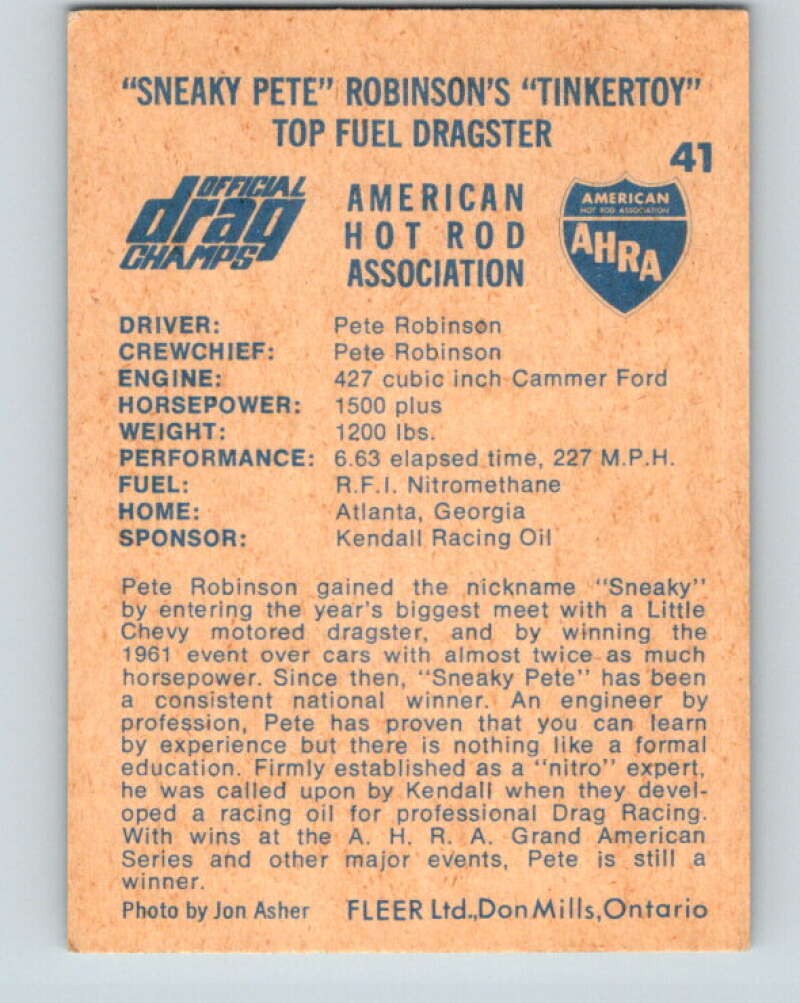 "SNEAKY PETE" ROBINSON'S "TINKERTOY"
TOP FUEL DRAGSTER
41
OFFICIAL
drag
CHAMPS
AMERICAN
HOT ROD
ASSOCIATION
AMERICAN
HOT ROD ASSOCIATION
AHRA
DRIVER: Pete Robinson
CREWCHIEF: Pete Robinson
ENGINE: 427 cubic inch Cammer Ford
HORSEPOWER: 1500 plus
WEIGHT: 1200 lbs.
PERFORMANCE: 6.63 elapsed time, 227 M.P.H.
FUEL: R.F.I. Nitromethane
HOME: Atlanta, Georgia
SPONSOR: Kendall Racing Oil
Pete Robinson gained the nickname "Sneaky"
by entering the year's biggest meet with a Little
Chevy motored dragster, and by winning the
1961 event over cars with almost twice as much
horsepower. Since then, "Sneaky Pete" has been
a consistent national winner. An engineer by
profession, Pete has proven that you can learn
by experience but there is nothing like a formal
education. Firmly established as a "nitro" expert,
he was called upon by Kendall when they devel-
oped a racing oil for professional Drag Racing.
With wins at the A. H. R. A. Grand American
Series and other major events, Pete is still a
winner.
Photo by Jon Asher FLEER Ltd., Don Mills, Ontario